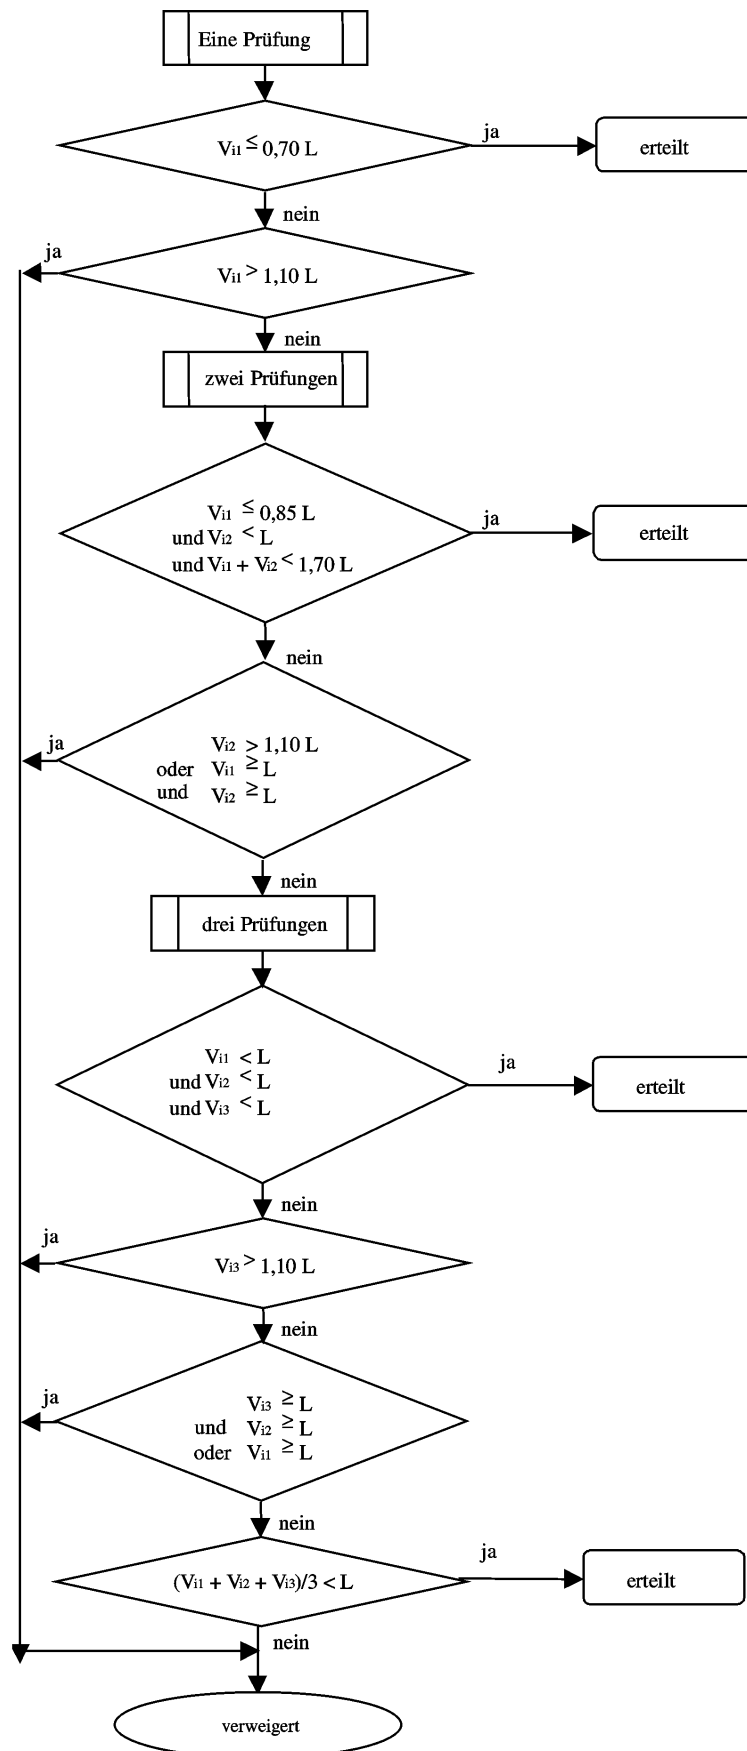 Eine Prüfung
ja
Vi1 ≤ 0,70 L
erteilt
nein
ja
Vi1 > 1,10 L
nein
zwei Prüfungen
Vi1 ≤ 0,85 L
und Vi2 < L
und Vi1 + Vi2 < 1,70 L
ja
erteilt
nein
ja
Vi2 > 1,10 L
oder Vi1 ≥ L
und Vi2 ≥ L
nein
drei Prüfungen
Vi1 < L
und Vi2 < L
und Vi3 < L
ja
erteilt
nein
ja
Vi3 > 1,10 L
nein
ja
Vi3 ≥ L
und Vi2 ≥ L
oder Vi1 ≥ L
nein
ja
(Vi1 + Vi2 + Vi3)/3 < L
erteilt
nein
verweigert